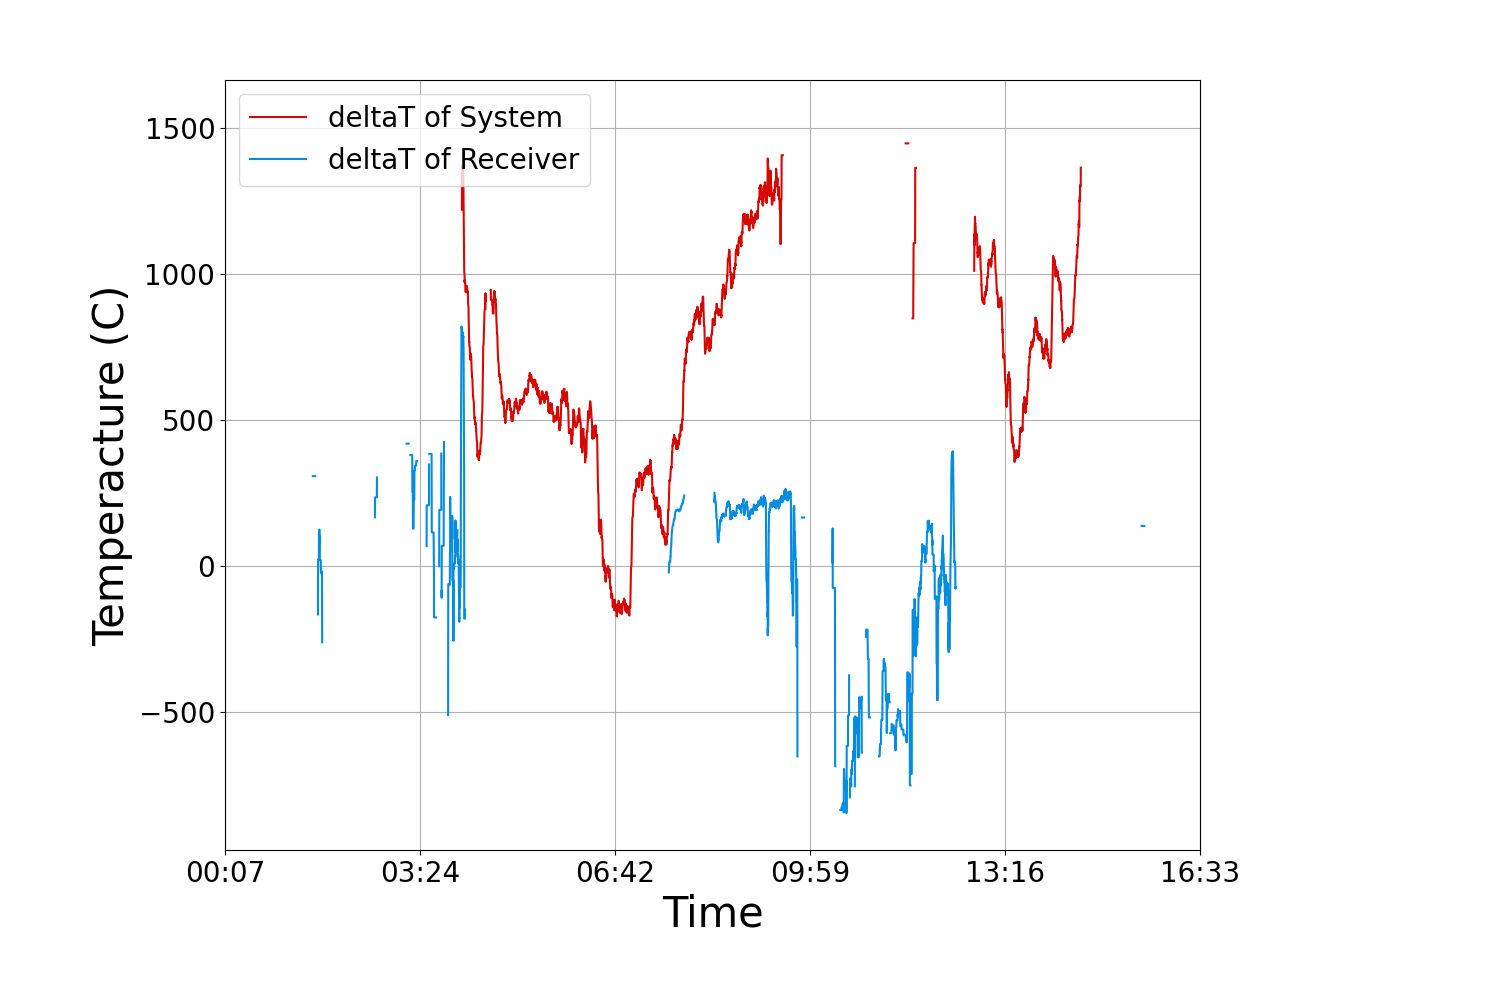 deltaT of System
deltaT of Receiver
1500
1000
500
0
−500
Temperacture (C)
00:07 03:24 06:42 09:59 13:16 16:33
Time